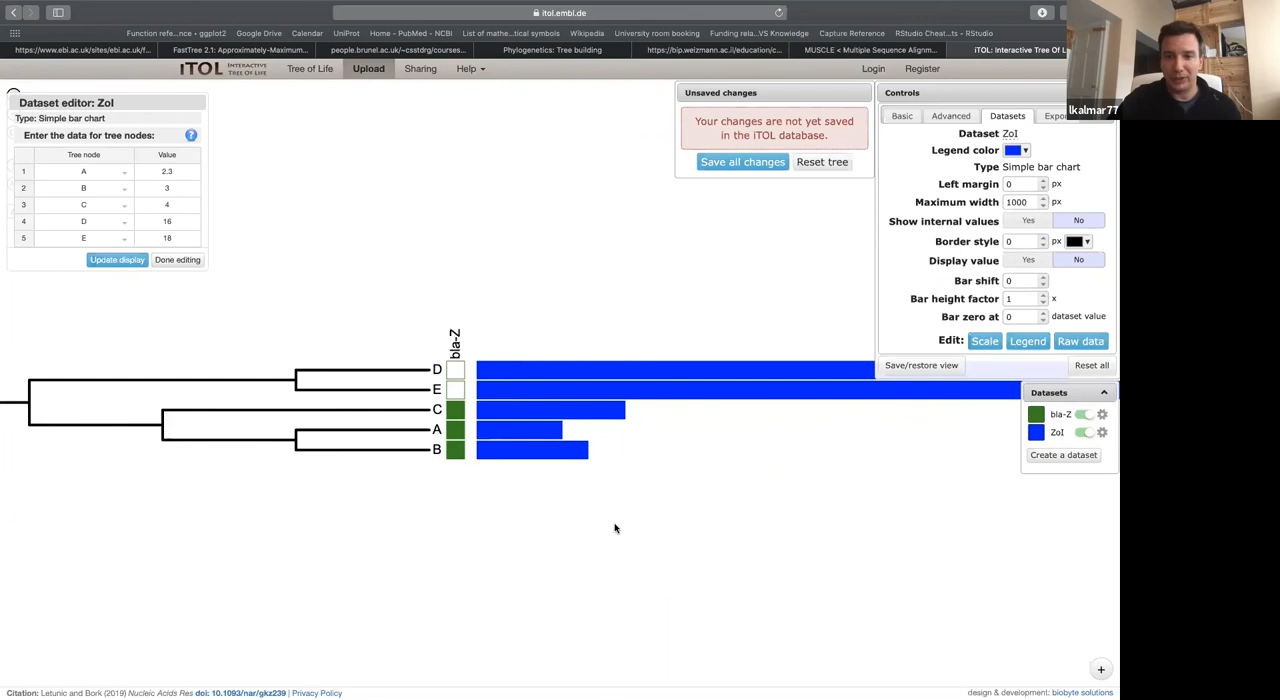 itol.embl.de
Function refe...nce • ggplot2 Google Drive Calendar UniProt Home - PubMed - NCBI List of mathe...tical symbols Wikipedia University room booking Funding rela...VS Knowledge Capture Reference RStudio Cheat...ts - RStudio
https://www.ebi.ac.uk/sites/ebi.ac.uk/f... FastTree 2.1: Approximately-Maximum... people.brunel.ac.uk/~csstdrg/courses... Phylogenetics: Tree building https://bip.weizmann.ac.il/education/c... MUSCLE < Multiple Sequence Alignm... iTOL: Interactive Tree Of L
iTOL INTERACTIVE TREE OF LIFE Tree of Life Upload Sharing Help Login Register
lkalmar77
Dataset editor: ZoI
Type: Simple bar chart
Enter the data for tree nodes: ?
Tree node Value
1 A 2.3
2 B 3
3 C 4
4 D 16
5 E 18
Update display Done editing
Unsaved changes
Your changes are not yet saved
in the iTOL database.
Save all changes Reset tree
Controls
Basic Advanced Datasets Expo
Dataset ZoI
Legend color
Type Simple bar chart
Left margin 0 px
Maximum width 1000 px
Show internal values Yes No
Border style 0 px
Display value Yes No
Bar shift 0
Bar height factor 1 x
Bar zero at 0 dataset value
Edit: Scale Legend Raw data
Save/restore view Reset all
Datasets
bla-Z
ZoI
Create a dataset
bla-Z
D
E
C
A
B
+
Citation: Letunic and Bork (2019) Nucleic Acids Res doi: 10.1093/nar/gkz239 | Privacy Policy
design & development: biobyte solutions